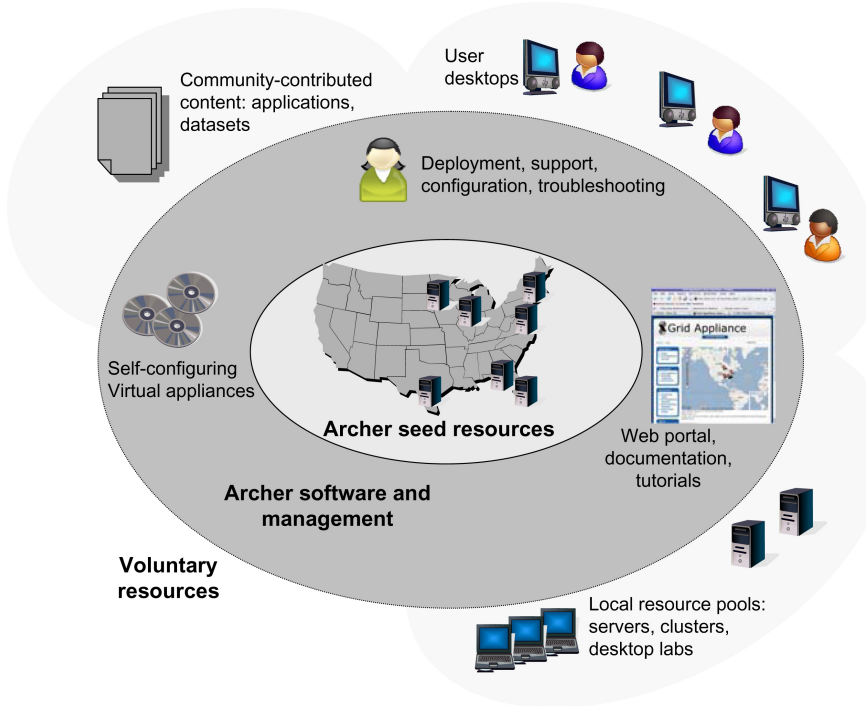 User
desktops
Community-contributed
content: applications,
datasets
Deployment, support,
configuration, troubleshooting
Grid Appliance
Self-configuring
Virtual appliances
Archer seed resources
Web portal,
documentation,
tutorials
Archer software and
management
Voluntary
resources
Local resource pools:
servers, clusters,
desktop labs